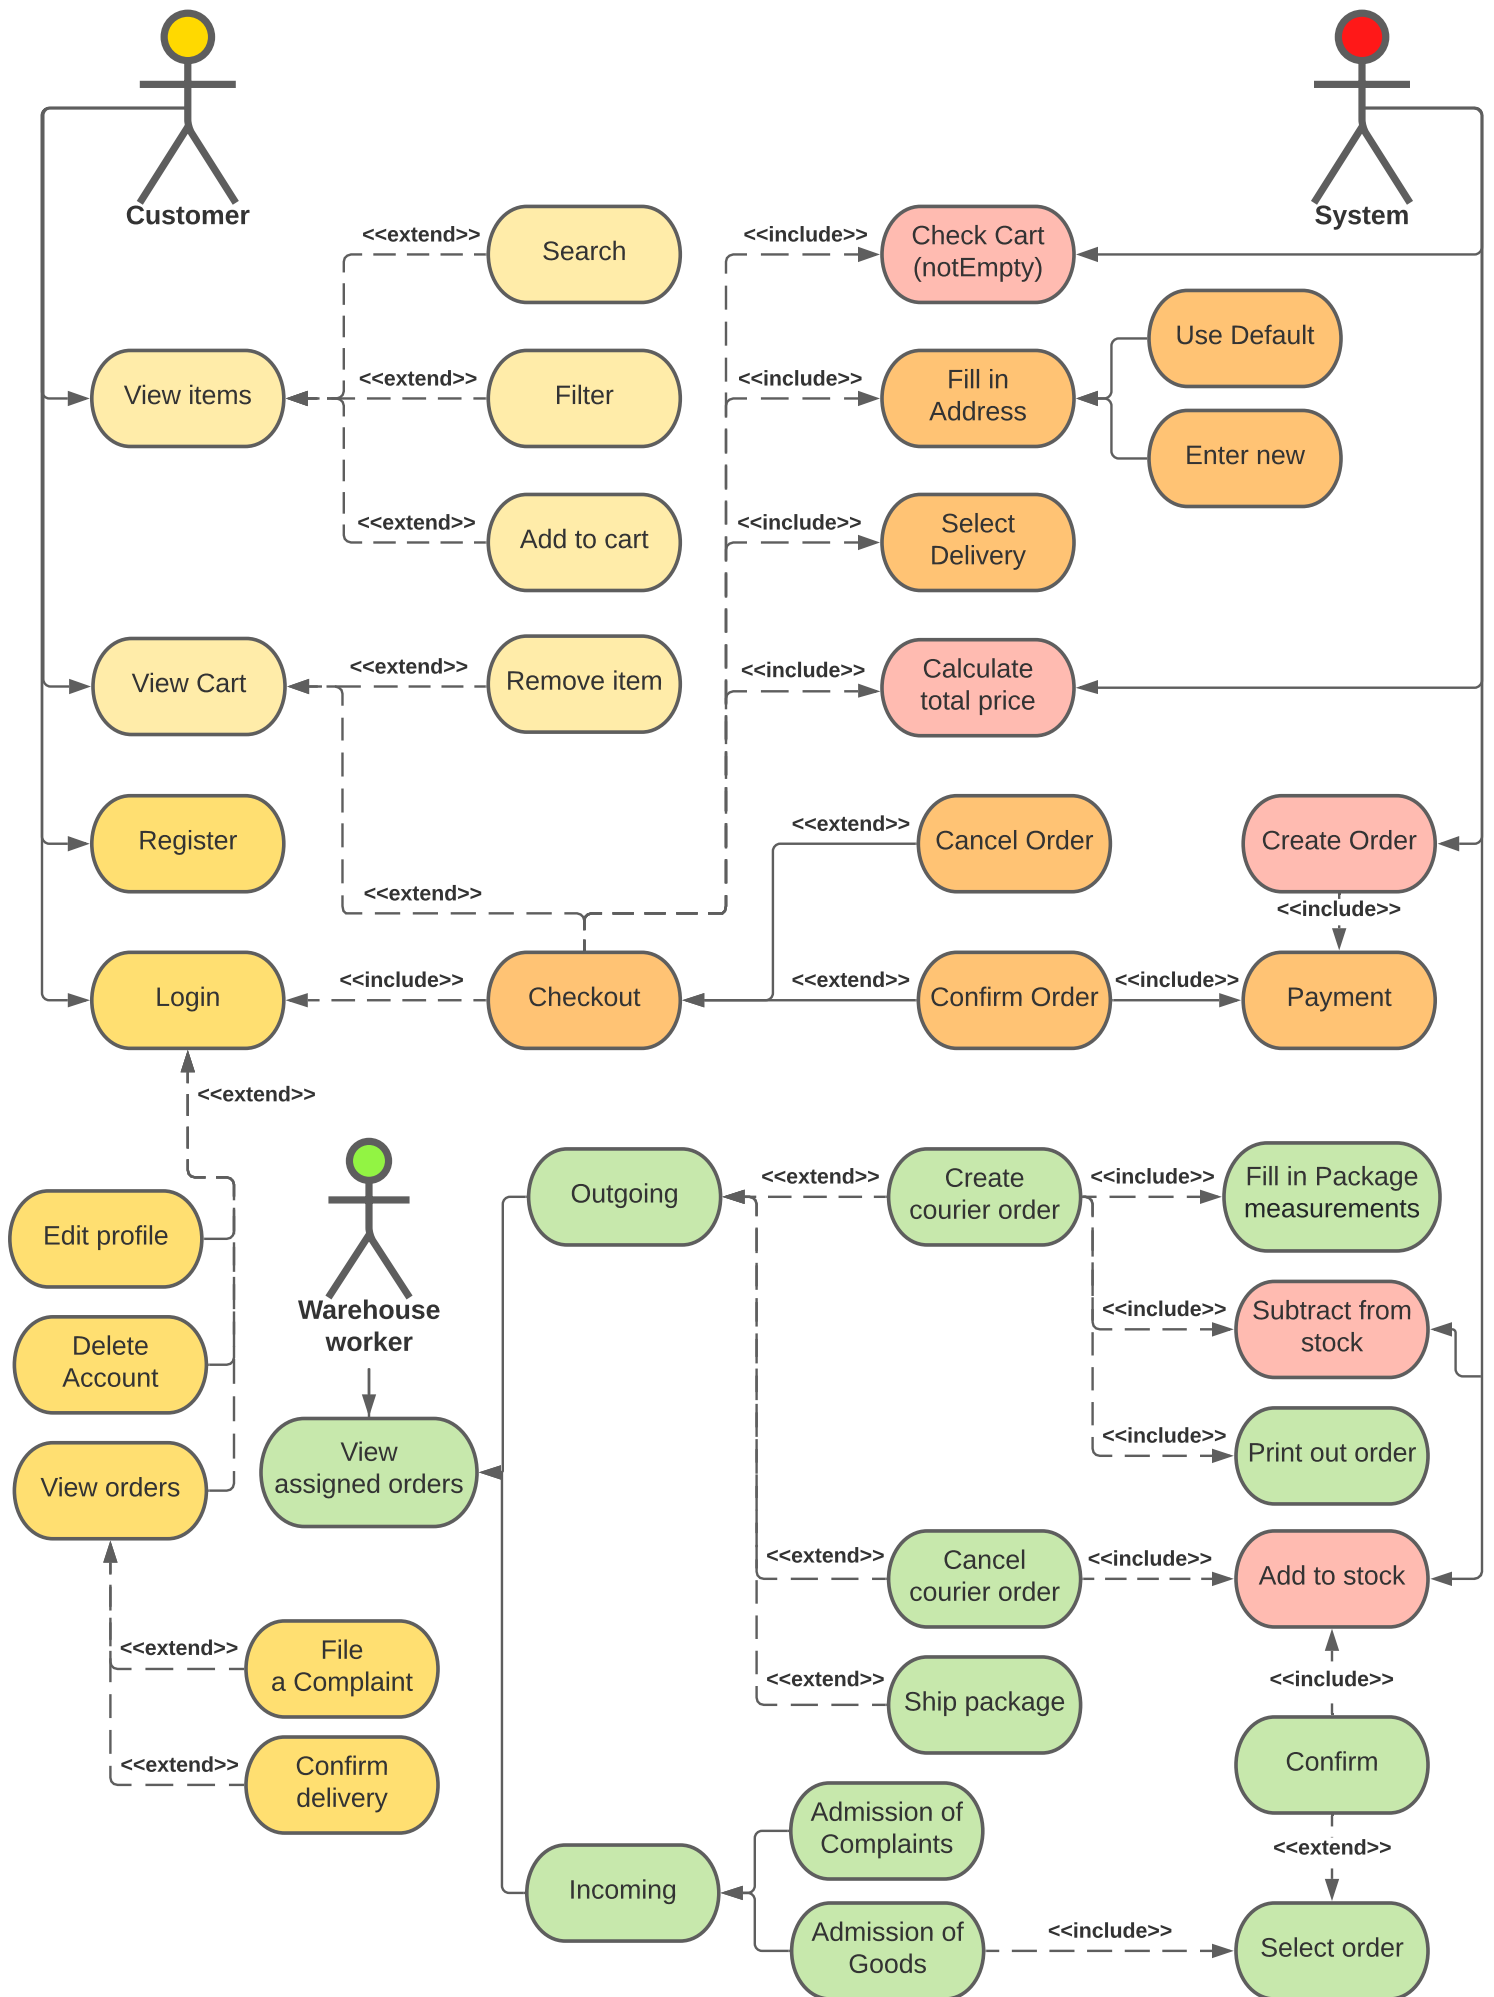 Customer
System
<<extend>>
Search
<<include>>
Check Cart
(notEmpty)
Use Default
View items
<<extend>>
Filter
<<include>>
Fill in
Address
Enter new
<<extend>>
Add to cart
<<include>>
Select
Delivery
View Cart
<<extend>>
Remove item
<<include>>
Calculate
total price
Register
<<extend>>
<<extend>>
Cancel Order
Create Order
<<include>>
Login
<<include>>
Checkout
<<extend>>
Confirm Order
<<include>>
Payment
<<extend>>
Outgoing
<<extend>>
Create
courier order
<<include>>
Fill in Package
measurements
Edit profile
Warehouse
worker
<<include>>
Subtract from
stock
Delete
Account
View
assigned orders
<<include>>
Print out order
View orders
<<extend>>
Cancel
courier order
<<include>>
Add to stock
<<extend>>
File
a Complaint
<<extend>>
Ship package
<<include>>
<<extend>>
Confirm
delivery
Confirm
Admission of
Complaints
<<extend>>
Incoming
Admission of
Goods
<<include>>
Select order